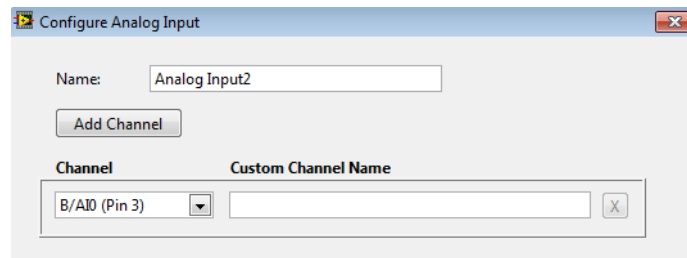 Configure Analog Input
Name: Analog Input2
Add Channel
Channel Custom Channel Name
B/AI0 (Pin 3) X